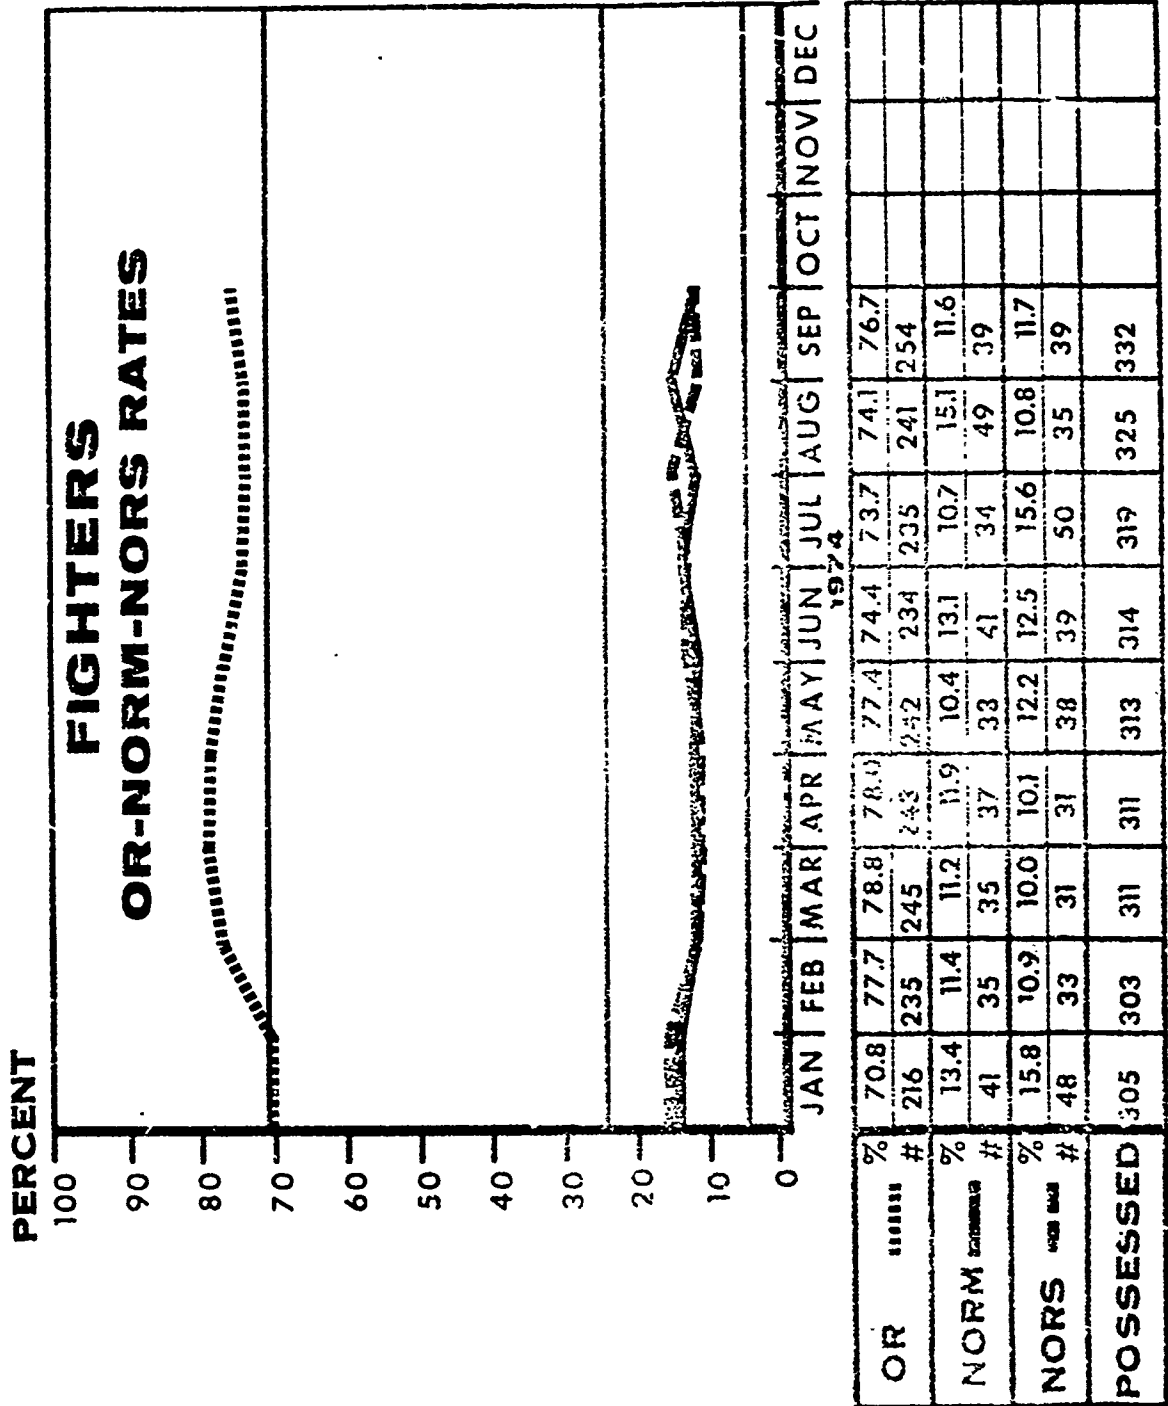 FIGHTERS
OR-NORM-NORS RATES
PERCENT
100
90
80
70
60
50
40
30
20
10
0
JAN FEB MAR APR MAY JUN JUL AUG SEP OCT NOV DEC
1974
OR % 70.8 77.7 78.8 78.0 77.4 74.4 73.7 74.1 76.7
# 216 235 245 243 242 234 235 241 254
NORM % 13.4 11.4 11.2 11.9 10.4 13.1 10.7 15.1 11.6
# 41 35 35 37 33 41 34 49 39
NORS % 15.8 10.9 10.0 10.1 12.2 12.5 15.6 10.8 11.7
# 48 33 31 31 38 39 50 35 39
POSSESSED 305 303 311 311 313 314 319 325 332